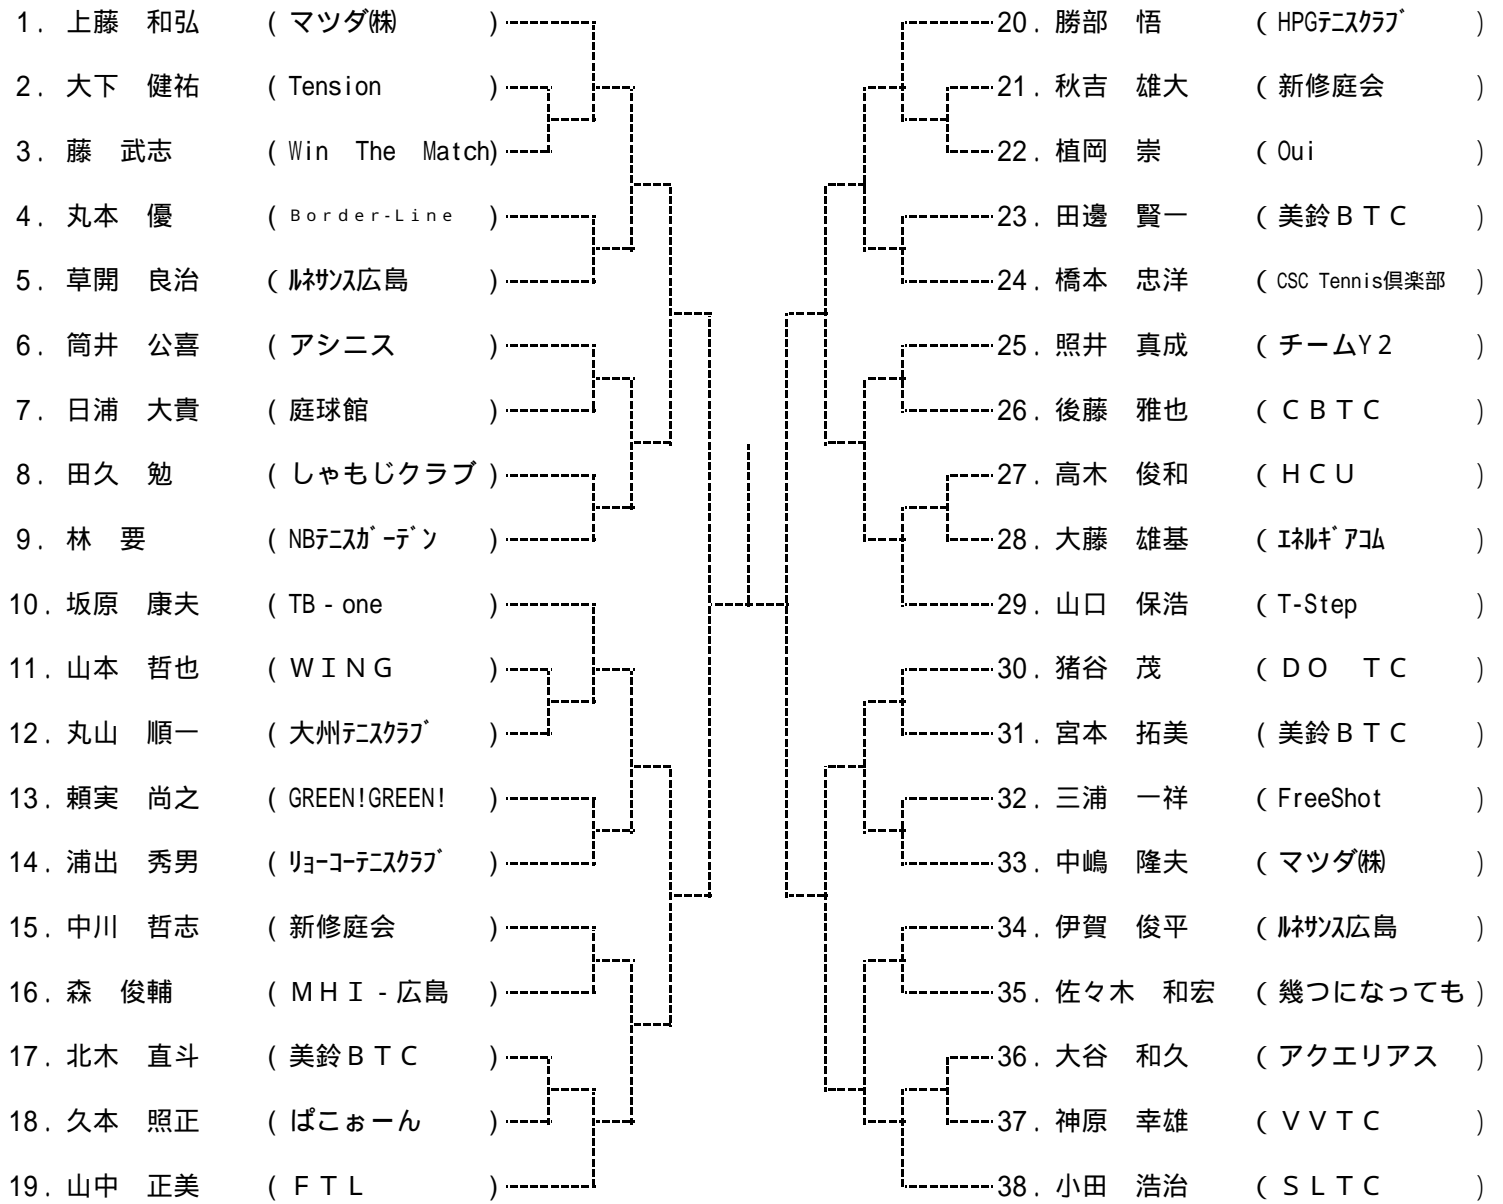 1. 上藤　和弘 ( マツダ㈱ )
2. 大下　健祐 ( Tension )
3. 藤　武志 ( Win The Match)
4. 丸本　優 ( Ｂｏｒｄｅｒ-Ｌｉｎｅ )
5. 草開　良治 ( ﾙﾈｻﾝｽ広島 )
6. 筒井　公喜 ( アシニス )
7. 日浦　大貴 ( 庭球館 )
8. 田久　勉 ( しゃもじクラブ )
9. 林　要 ( NBﾃﾆｽｶﾞｰﾃﾞﾝ )
10. 坂原　康夫 ( TB - one )
11. 山本　哲也 ( ＷＩＮＧ )
12. 丸山　順一 ( 大州ﾃﾆｽｸﾗﾌﾞ )
13. 頼実　尚之 ( GREEN!GREEN! )
14. 浦出　秀男 ( ﾘｮｰｺｰﾃﾆｽｸﾗﾌﾞ )
15. 中川　哲志 ( 新修庭会 )
16. 森　俊輔 ( ＭＨＩ - 広島 )
17. 北木　直斗 ( 美鈴ＢＴＣ )
18. 久本　照正 ( ぱこぉーん )
19. 山中　正美 ( ＦＴＬ )
20. 勝部　悟 ( HPGﾃﾆｽｸﾗﾌﾞ )
21. 秋吉　雄大 ( 新修庭会 )
22. 植岡　崇 ( Oui )
23. 田邊　賢一 ( 美鈴ＢＴＣ )
24. 橋本　忠洋 ( CSC Tennis倶楽部 )
25. 照井　真成 ( チームY２ )
26. 後藤　雅也 ( ＣＢＴＣ )
27. 高木　俊和 ( ＨＣＵ )
28. 大藤　雄基 ( ｴﾈﾙｷﾞｱｺﾑ )
29. 山口　保浩 ( T-Step )
30. 猪谷　茂 ( ＤＯ　ＴＣ )
31. 宮本　拓美 ( 美鈴ＢＴＣ )
32. 三浦　一祥 ( FreeShot )
33. 中嶋　隆夫 ( マツダ㈱ )
34. 伊賀　俊平 ( ﾙﾈｻﾝｽ広島 )
35. 佐々木　和宏 ( 幾つになっても )
36. 大谷　和久 ( アクエリアス )
37. 神原　幸雄 ( ＶＶＴＣ )
38. 小田　浩治 ( ＳＬＴＣ )